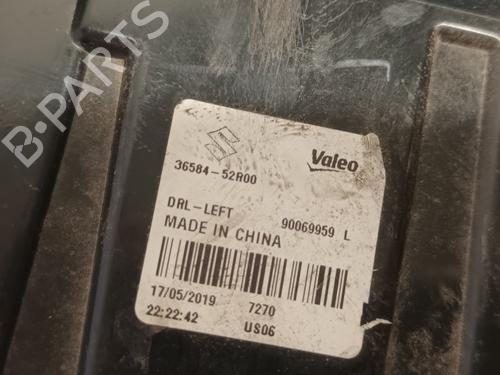 B-PARTS
Valeo
36584-52R00
DRL-LEFT 90069959 L
MADE IN CHINA
17/05/2019 7270
22:22:42 US06